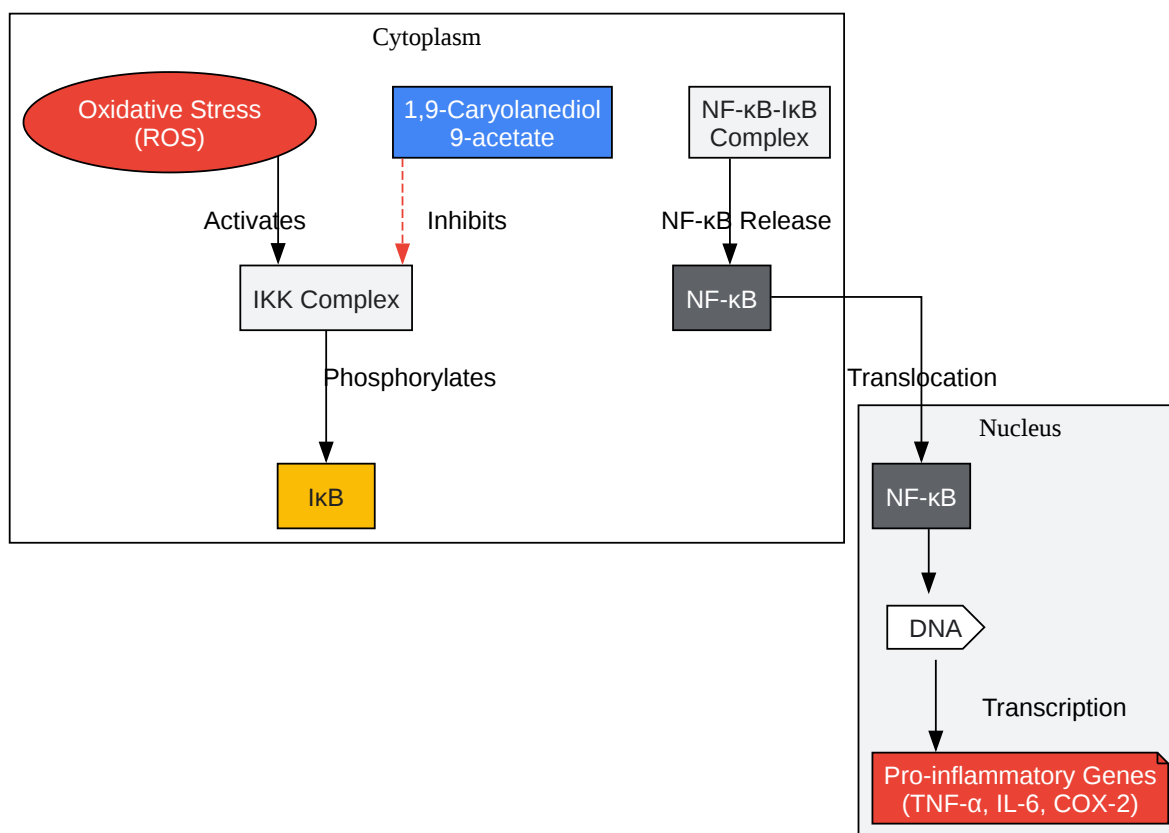 Cytoplasm
Oxidative Stress
(ROS)
1,9-Caryolanediol
9-acetate
NF-κB-IκB
Complex
Activates
Inhibits
NF-κB Release
IKK Complex
NF-κB
Phosphorylates
Translocation
Nucleus
IκB
NF-κB
DNA
Transcription
Pro-inflammatory Genes
(TNF-α, IL-6, COX-2)